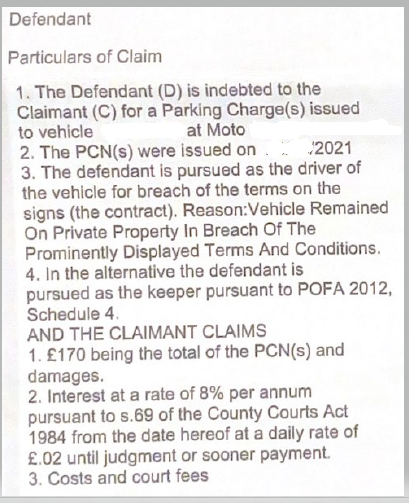 Defendant
Particulars of Claim
1. The Defendant (D) is indebted to the
Claimant (C) for a Parking Charge(s) issued
to vehicle at Moto
2. The PCN(s) were issued on /2021
3. The defendant is pursued as the driver of
the vehicle for breach of the terms on the
signs (the contract). Reason:Vehicle Remained
On Private Property In Breach Of The
Prominently Displayed Terms And Conditions.
4. In the alternative the defendant is
pursued as the keeper pursuant to POFA 2012,
Schedule 4.
AND THE CLAIMANT CLAIMS
1. £170 being the total of the PCN(s) and
damages.
2. Interest at a rate of 8% per annum
pursuant to s.69 of the County Courts Act
1984 from the date hereof at a daily rate of
£.02 until judgment or sooner payment.
3. Costs and court fees